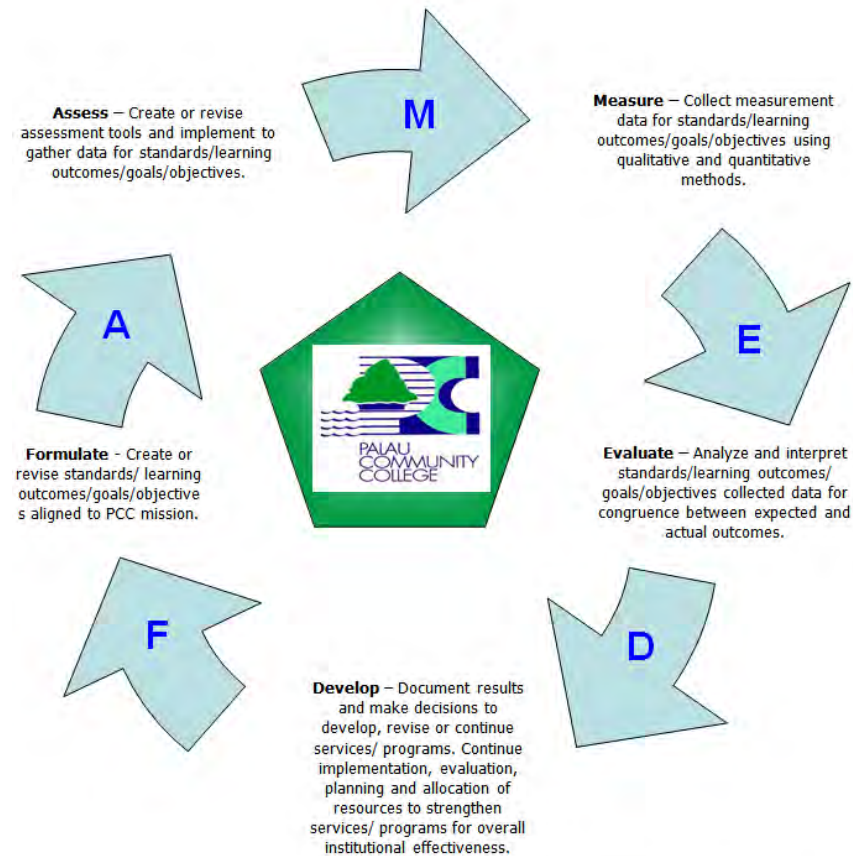 M
Assess – Create or revise
assessment tools and implement to
gather data for standards/learning
outcomes/goals/objectives.
Measure – Collect measurement
data for standards/learning
outcomes/goals/objectives using
qualitative and quantitative
methods.
A
E
PALAU
COMMUNITY
COLLEGE
Formulate - Create or
revise standards/ learning
outcomes/goals/objective
s aligned to PCC mission.
Evaluate – Analyze and interpret
standards/learning outcomes/
goals/objectives collected data for
congruence between expected and
actual outcomes.
F
D
Develop – Document results
and make decisions to
develop, revise or continue
services/ programs. Continue
implementation, evaluation,
planning and allocation of
resources to strengthen
services/ programs for overall
institutional effectiveness.